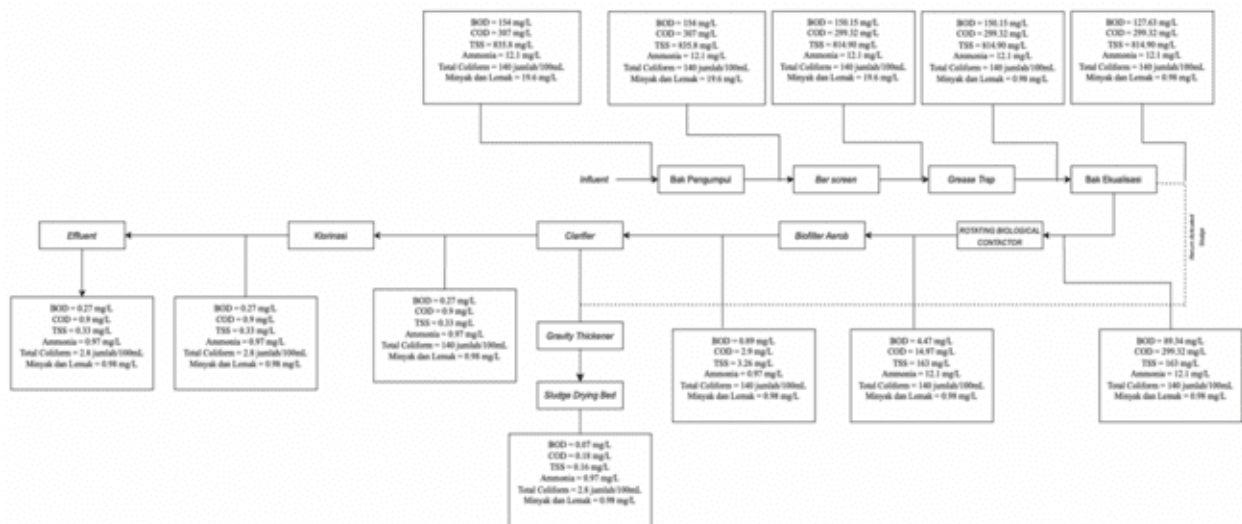 BOD = 154 mg/L
COD = 307 mg/L
TSS = 835.8 mg/L
Ammonia = 12.1 mg/L
Total Coliform = 140 jumlah/100mL
Minyak dan Lemak = 19.6 mg/L
BOD = 154 mg/L
COD = 307 mg/L
TSS = 835.8 mg/L
Ammonia = 12.1 mg/L
Total Coliform = 140 jumlah/100mL
Minyak dan Lemak = 19.6 mg/L
BOD = 150.15 mg/L
COD = 299.32 mg/L
TSS = 814.90 mg/L
Ammonia = 12.1 mg/L
Total Coliform = 140 jumlah/100mL
Minyak dan Lemak = 19.6 mg/L
BOD = 150.15 mg/L
COD = 299.32 mg/L
TSS = 814.90 mg/L
Ammonia = 12.1 mg/L
Total Coliform = 140 jumlah/100mL
Minyak dan Lemak = 0.98 mg/L
BOD = 127.63 mg/L
COD = 299.32 mg/L
TSS = 814.90 mg/L
Ammonia = 12.1 mg/L
Total Coliform = 140 jumlah/100mL
Minyak dan Lemak = 0.98 mg/L
Influent
Bak Pengumpul
Bar screen
Grease Trap
Bak Ekualisasi
Return Activated
Sludge
Effluent
Klorinasi
Clarifier
Biofilter Aerob
ROTATING BIOLOGICAL
CONTACTOR
BOD = 0.27 mg/L
COD = 0.9 mg/L
TSS = 0.33 mg/L
Ammonia = 0.97 mg/L
Total Coliform = 2.8 jumlah/100mL
Minyak dan Lemak = 0.98 mg/L
BOD = 0.27 mg/L
COD = 0.9 mg/L
TSS = 0.33 mg/L
Ammonia = 0.97 mg/L
Total Coliform = 2.8 jumlah/100mL
Minyak dan Lemak = 0.98 mg/L
BOD = 0.27 mg/L
COD = 0.9 mg/L
TSS = 0.33 mg/L
Ammonia = 0.97 mg/L
Total Coliform = 140 jumlah/100mL
Minyak dan Lemak = 0.98 mg/L
Gravity Thickener
Sludge Drying Bed
BOD = 0.07 mg/L
COD = 0.18 mg/L
TSS = 0.16 mg/L
Ammonia = 0.97 mg/L
Total Coliform = 2.8 jumlah/100mL
Minyak dan Lemak = 0.98 mg/L
BOD = 0.89 mg/L
COD = 2.9 mg/L
TSS = 3.26 mg/L
Ammonia = 0.97 mg/L
Total Coliform = 140 jumlah/100mL
Minyak dan Lemak = 0.98 mg/L
BOD = 4.47 mg/L
COD = 14.97 mg/L
TSS = 163 mg/L
Ammonia = 12.1 mg/L
Total Coliform = 140 jumlah/100mL
Minyak dan Lemak = 0.98 mg/L
BOD = 89.34 mg/L
COD = 299.32 mg/L
TSS = 163 mg/L
Ammonia = 12.1 mg/L
Total Coliform = 140 jumlah/100mL
Minyak dan Lemak = 0.98 mg/L